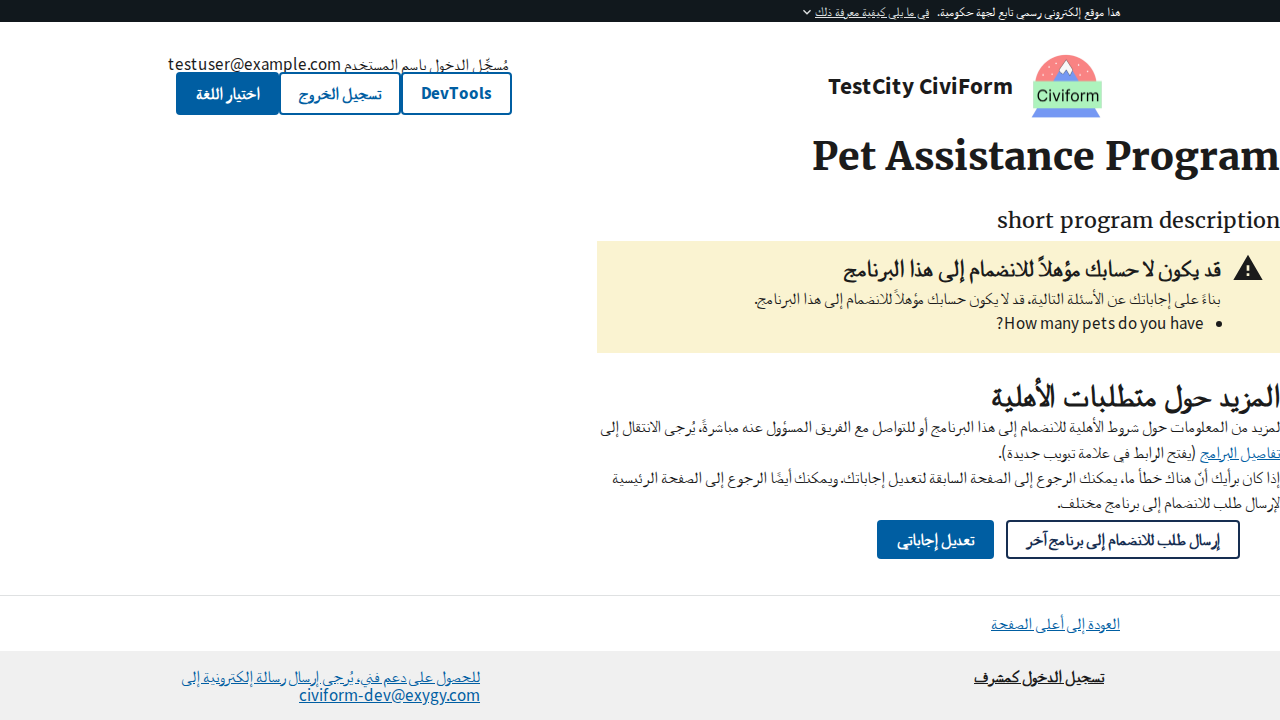 هذا موقع إلكتروني رسمي تابع لجهة حكومية. في ما يلي كيفية معرفة ذلك
Civiform
TestCity CiviForm
مُسجَّل الدخول باسم المستخدم testuser@example.com
DevTools
تسجيل الخروج
اختيار اللغة
Pet Assistance Program
short program description
قد يكون لا حسابك مؤهلاً للانضمام إلى هذا البرنامج
بناءً على إجاباتك عن الأسئلة التالية، قد لا يكون حسابك مؤهلاً للانضمام إلى هذا البرنامج.
How many pets do you have?
المزيد حول متطلبات الأهلية
لمزيد من المعلومات حول شروط الأهلية للانضمام إلى هذا البرنامج أو للتواصل مع الفريق المسؤول عنه مباشرةً، يُرجى الانتقال إلى
تفاصيل البرامج (يفتح الرابط في علامة تبويب جديدة).
إذا كان برأيك أنّ هناك خطأ ما، يمكنك الرجوع إلى الصفحة السابقة لتعديل إجاباتك. ويمكنك أيضًا الرجوع إلى الصفحة الرئيسية
لإرسال طلب للانضمام إلى برنامج مختلف.
إرسال طلب للانضمام إلى برنامج آخر
تعديل إجاباتي
العودة إلى أعلى الصفحة
تسجيل الدخول كمشرف
للحصول على دعم فني، يُرجى إرسال رسالة إلكترونية إلى
civiform-dev@exygy.com